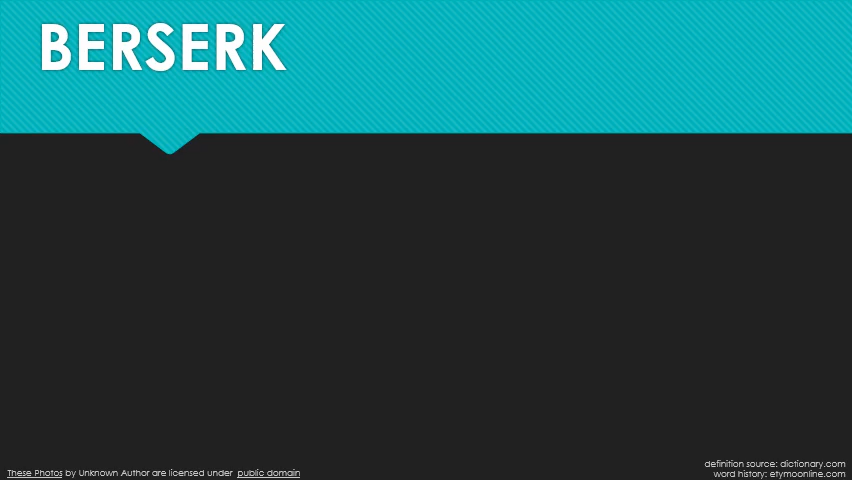 BERSERK
These Photos by Unknown Author are licensed under public domain
definition source: dictionary.com
word history: etymoonline.com